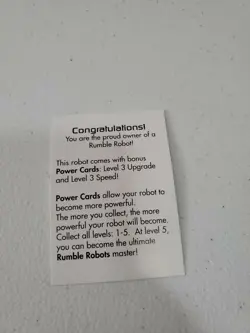 Congratulations!
You are the proud owner of a
Rumble Robot!
This robot comes with bonus
Power Cards: Level 3 Upgrade
and Level 3 Speed!
Power Cards allow your robot to
become more powerful.
The more you collect, the more
powerful your robot will become.
Collect all levels: 1-5. At level 5,
you can become the ultimate
Rumble Robots master!